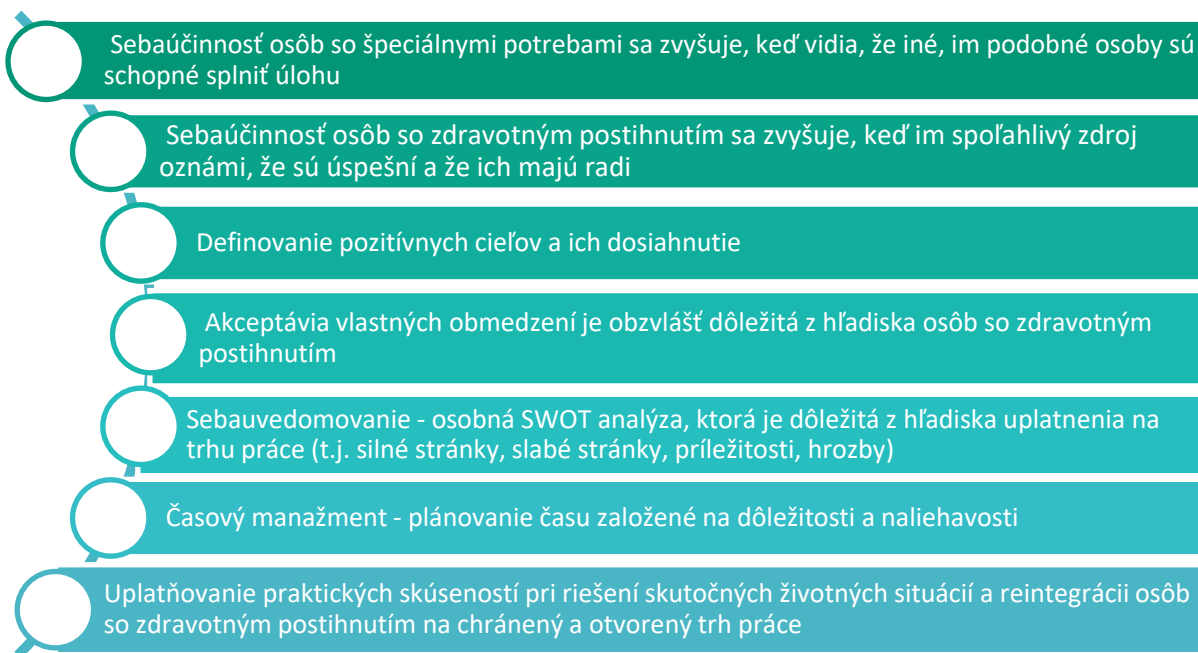 Sebaúčinnosť osôb so špeciálnymi potrebami sa zvyšuje, keď vidia, že iné, im podobné osoby sú
schopné splniť úlohu
Sebaúčinnosť osôb so zdravotným postihnutím sa zvyšuje, keď im spoľahlivý zdroj
oznámi, že sú úspešní a že ich majú radi
Definovanie pozitívnych cieľov a ich dosiahnutie
Akceptávia vlastných obmedzení je obzvlášť dôležitá z hľadiska osôb so zdravotným
postihnutím
Sebauvedomovanie - osobná SWOT analýza, ktorá je dôležitá z hľadiska uplatnenia na
trhu práce (t.j. silné stránky, slabé stránky, príležitosti, hrozby)
Časový manažment - plánovanie času založené na dôležitosti a naliehavosti
Uplatňovanie praktických skúseností pri riešení skutočných životných situácií a reintegrácii osôb
so zdravotným postihnutím na chránený a otvorený trh práce